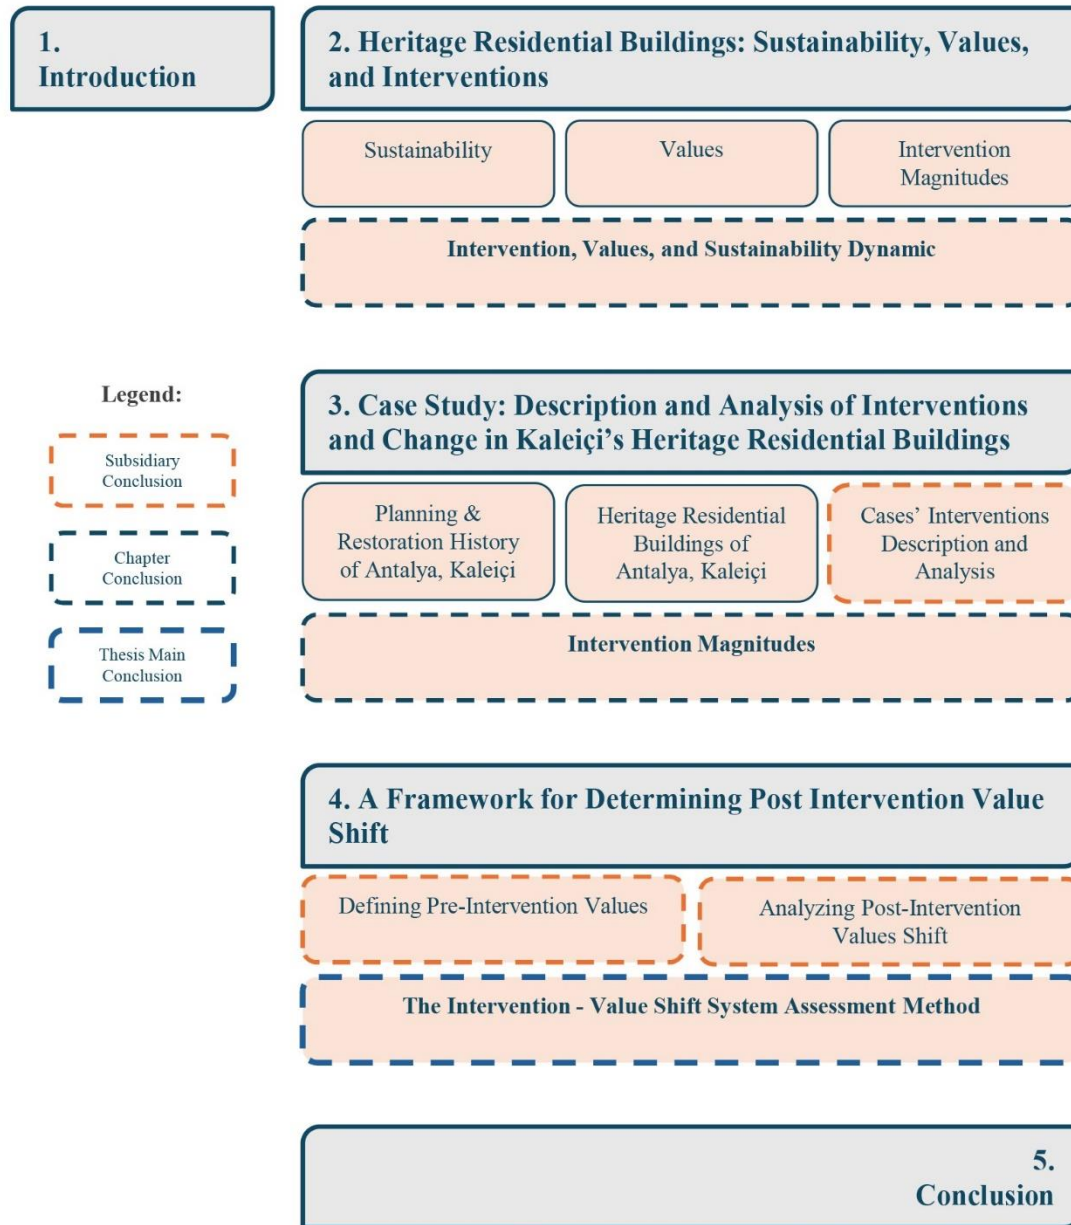 1.
Introduction
2. Heritage Residential Buildings: Sustainability, Values,
and Interventions
Sustainability
Values
Intervention
Magnitudes
Intervention, Values, and Sustainability Dynamic
Legend:
Subsidiary
Conclusion
Chapter
Conclusion
Thesis Main
Conclusion
3. Case Study: Description and Analysis of Interventions
and Change in Kaleiçi’s Heritage Residential Buildings
Planning &
Restoration History
of Antalya, Kaleiçi
Heritage Residential
Buildings of
Antalya, Kaleiçi
Cases’ Interventions
Description and
Analysis
Intervention Magnitudes
4. A Framework for Determining Post Intervention Value
Shift
Defining Pre-Intervention Values
Analyzing Post-Intervention
Values Shift
The Intervention - Value Shift System Assessment Method
5.
Conclusion